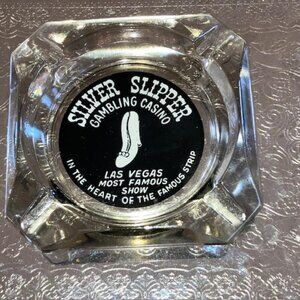 SILVER SLIPPER
GAMBLING CASINO
LAS VEGAS
MOST FAMOUS
SHOW
IN THE HEART OF THE FAMOUS STRIP